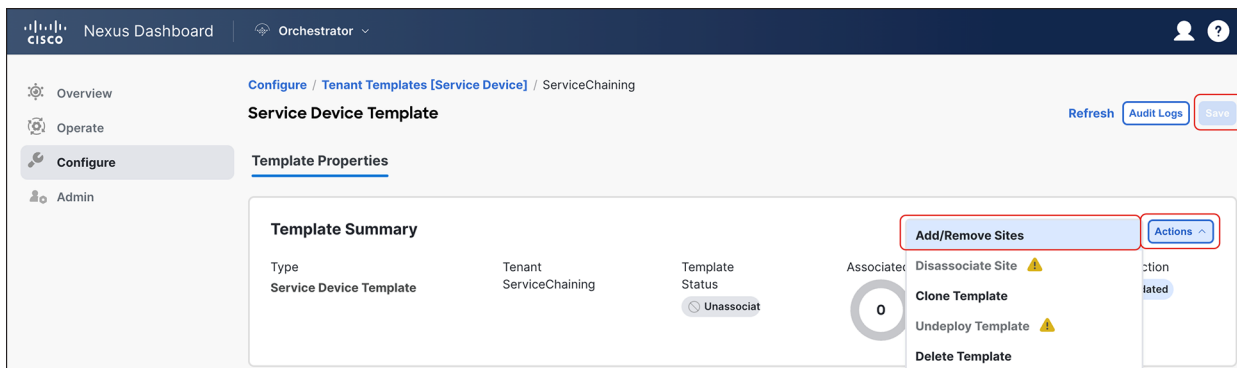 CISCO
Nexus Dashboard
Orchestrator
?
Overview
Operate
Configure
Admin
Configure / Tenant Templates [Service Device] / ServiceChaining
Service Device Template
Refresh
Audit Logs
Save
Template Properties
Template Summary
Actions
Type
Service Device Template
Tenant
ServiceChaining
Template
Status
Unassociat
Associated
0
Add/Remove Sites
Disassociate Site
Clone Template
Undeploy Template
Delete Template
ction
lated